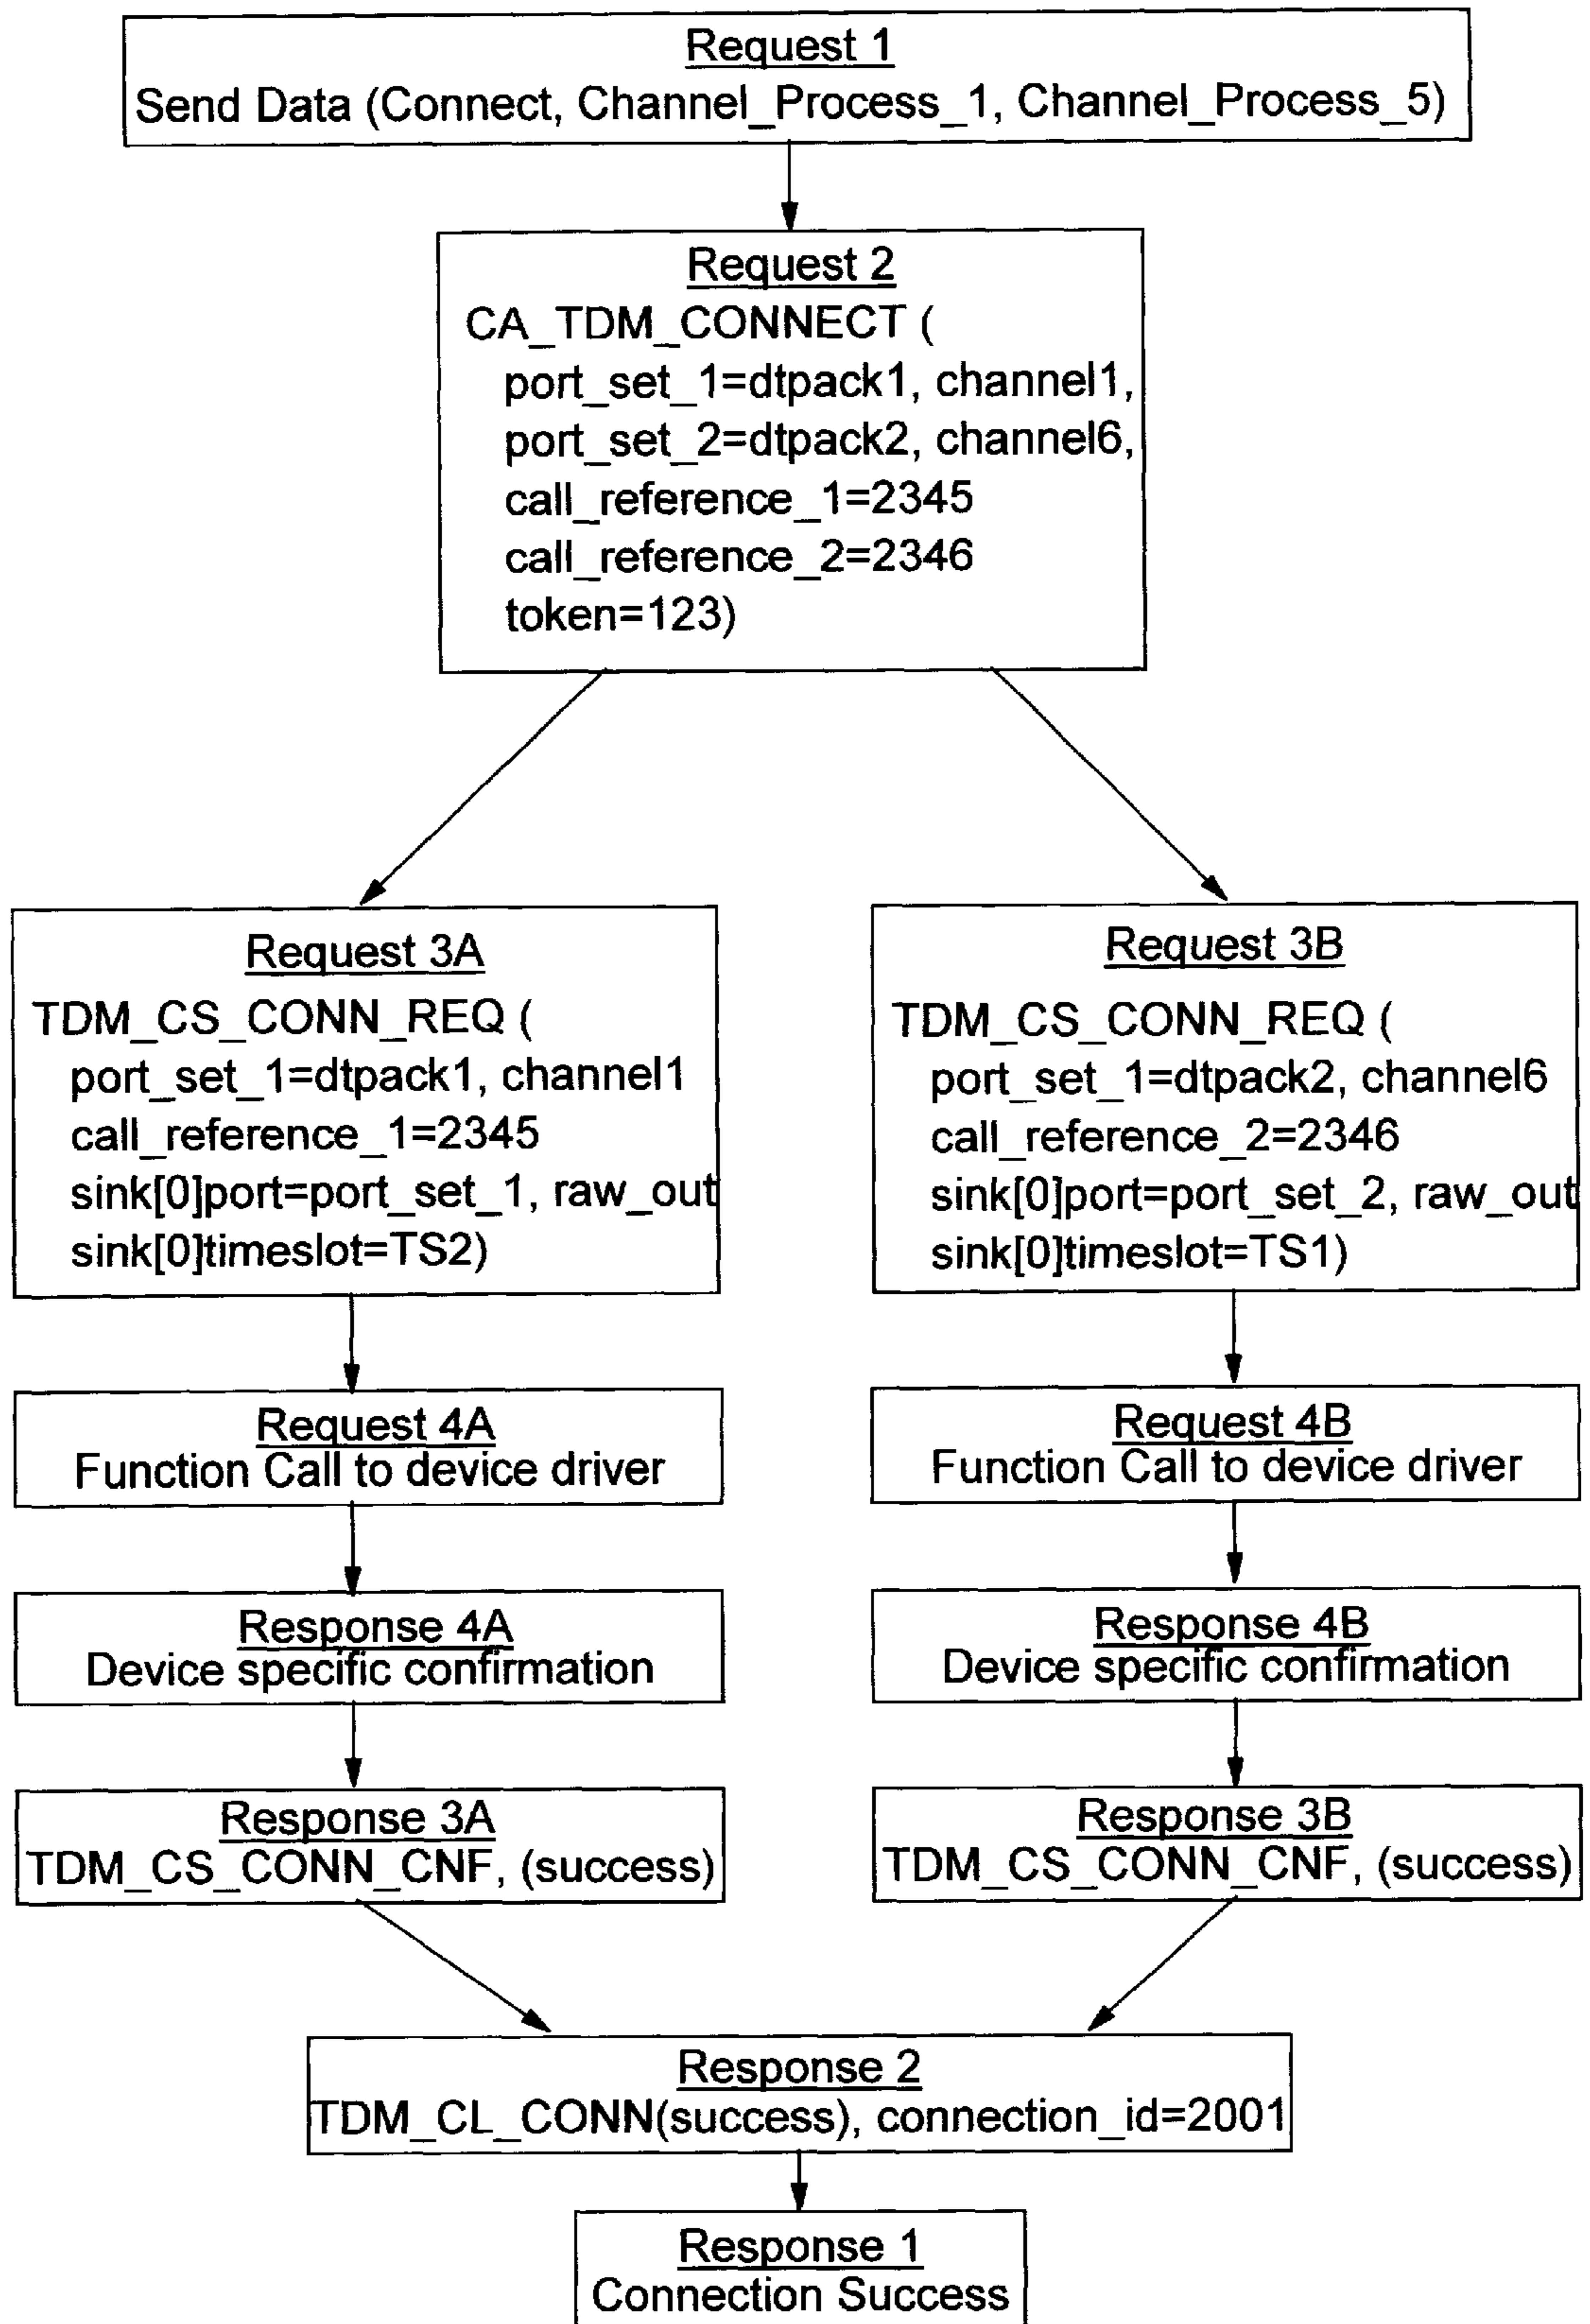 Request 1
Send Data (Connect, Channel_Process_1, Channel_Process_5)
Request 2
CA_TDM_CONNECT (
port_set_1=dtpack1, channel1,
port_set_2=dtpack2, channel6,
call_reference_1=2345
call_reference_2=2346
token=123)
Request 3A
TDM_CS_CONN_REQ (
port_set_1=dtpack1, channel1
call_reference_1=2345
sink[0]port=port_set_1, raw_out
sink[0]timeslot=TS2)
Request 3B
TDM_CS_CONN_REQ (
port_set_1=dtpack2, channel6
call_reference_2=2346
sink[0]port=port_set_2, raw_out
sink[0]timeslot=TS1)
Request 4A
Function Call to device driver
Request 4B
Function Call to device driver
Response 4A
Device specific confirmation
Response 4B
Device specific confirmation
Response 3A
TDM_CS_CONN_CNF, (success)
Response 3B
TDM_CS_CONN_CNF, (success)
Response 2
TDM_CL_CONN(success), connection_id=2001
Response 1
Connection Success